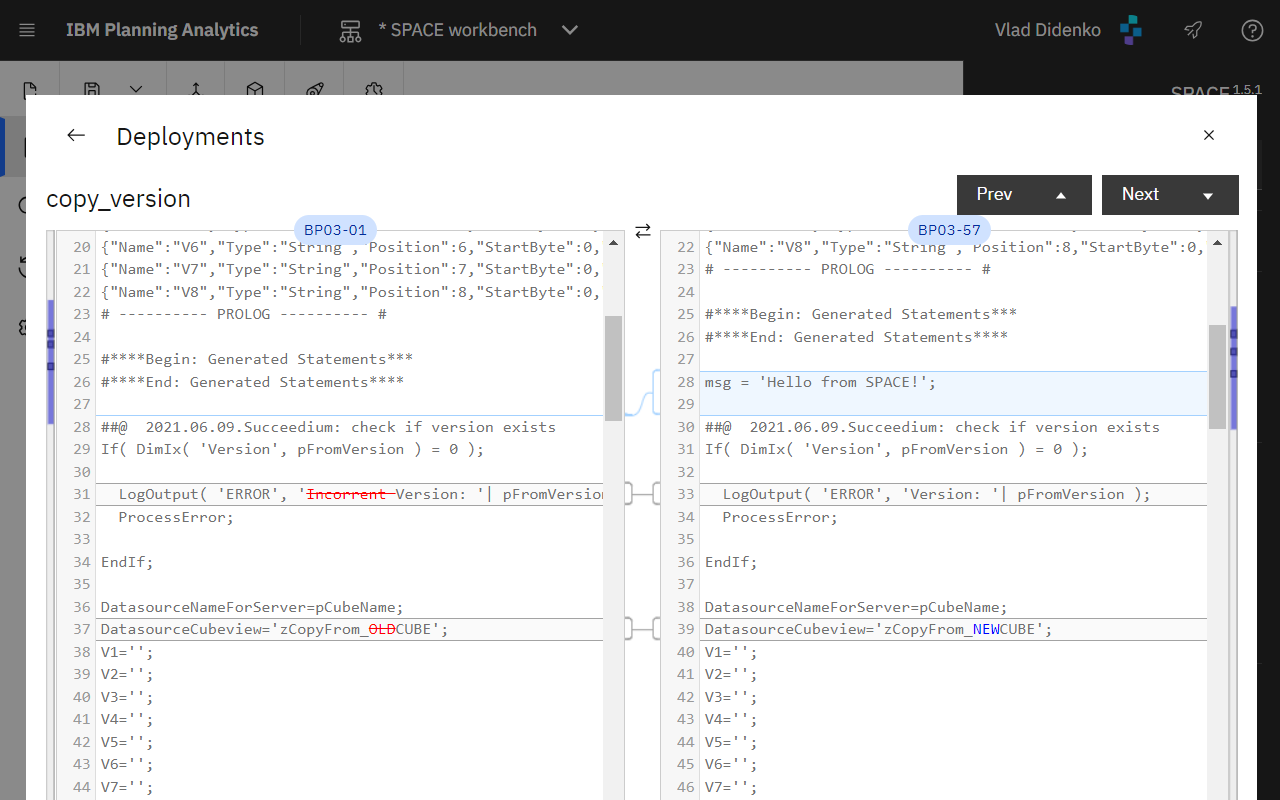 IBM Planning Analytics
* SPACE workbench
Vlad Didenko
SPACE 1.5.1
Deployments
copy_version
Prev
Next
BP03-01
20 {"Name":"V6","Type":"String","Position":6,"StartByte":0,
21 {"Name":"V7","Type":"String","Position":7,"StartByte":0,
22 {"Name":"V8","Type":"String","Position":8,"StartByte":0,
23 # ---------- PROLOG ---------- #
24
25 #****Begin: Generated Statements***
26 #****End: Generated Statements****
27
28 ##@  2021.06.09.Succeedium: check if version exists
29 If( DimIx( 'Version', pFromVersion ) = 0 );
30
31   LogOutput( 'ERROR', 'Incorrent Version: '| pFromVersion
32   ProcessError;
33
34 EndIf;
35
36 DatasourceNameForServer=pCubeName;
37 DatasourceCubeview='zCopyFrom_OLDCUBE';
38 V1='';
39 V2='';
40 V3='';
41 V4='';
42 V5='';
43 V6='';
44 V7='';
BP03-57
22 {"Name":"V8","Type":"String","Position":8,"StartByte":0,
23 # ---------- PROLOG ---------- #
24
25 #****Begin: Generated Statements***
26 #****End: Generated Statements****
27
28 msg = 'Hello from SPACE!';
29
30 ##@  2021.06.09.Succeedium: check if version exists
31 If( DimIx( 'Version', pFromVersion ) = 0 );
32
33   LogOutput( 'ERROR', 'Version: '| pFromVersion );
34   ProcessError;
35
36 EndIf;
37
38 DatasourceNameForServer=pCubeName;
39 DatasourceCubeview='zCopyFrom_NEWCUBE';
40 V1='';
41 V2='';
42 V3='';
43 V4='';
44 V5='';
45 V6='';
46 V7='';